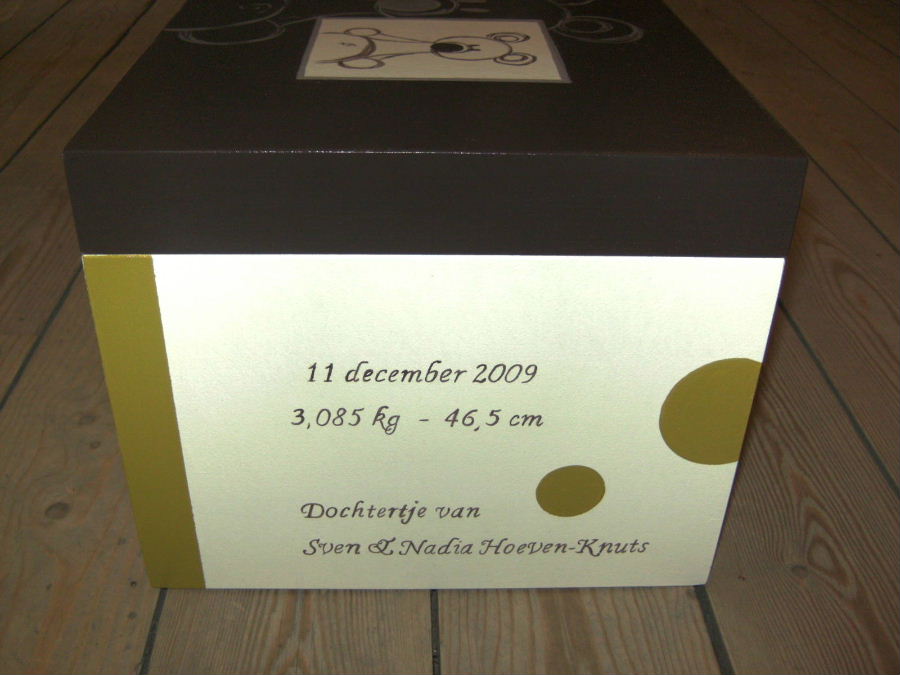 11 december 2009
3,085 kg - 46,5 cm
Dochtertje van
Sven & Nadia Hoeven-Knuts